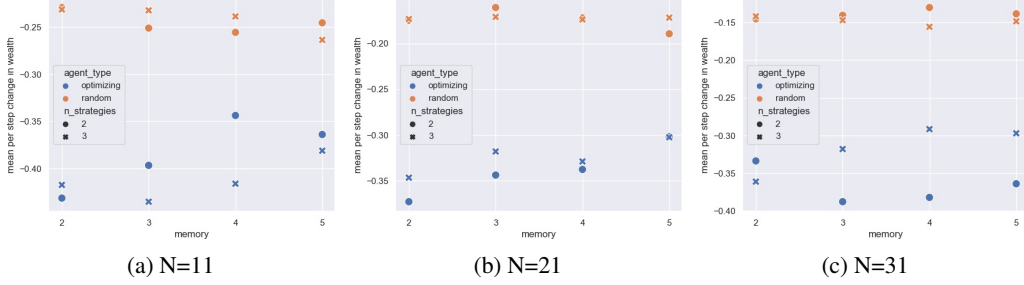 mean per step change in wealth
−0.25
−0.30
−0.35
−0.40
agent_type
optimizing
random
n_strategies
2
3
2 3 4 5
memory
(a) N=11
mean per step change in wealth
−0.20
−0.25
−0.30
−0.35
agent_type
optimizing
random
n_strategies
2
3
2 3 4 5
memory
(b) N=21
mean per step change in wealth
−0.15
−0.20
−0.25
−0.30
−0.35
−0.40
agent_type
optimizing
random
n_strategies
2
3
2 3 4 5
memory
(c) N=31